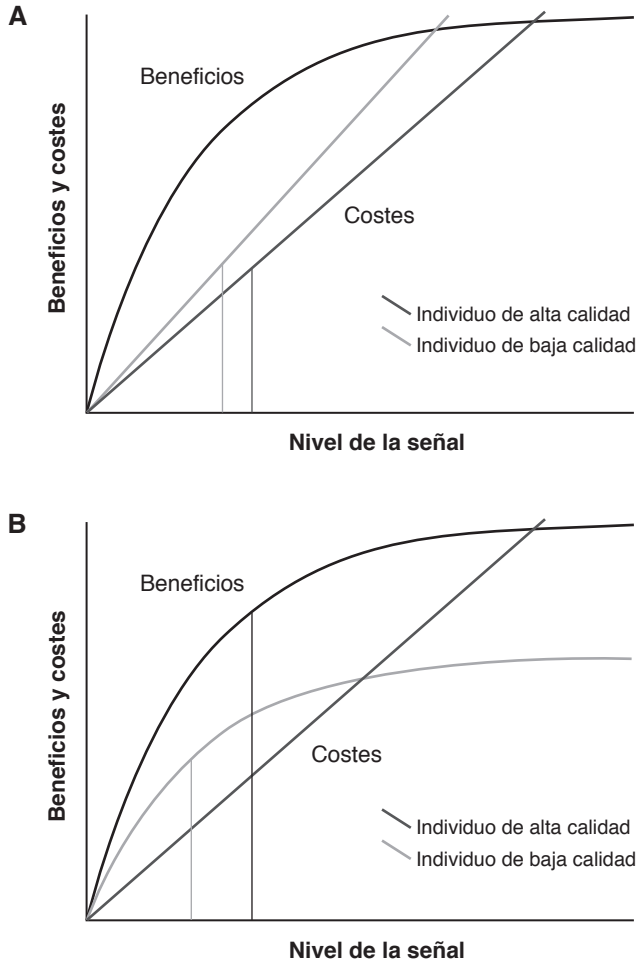 A
Beneficios
Beneficios y costes
Costes
Individuo de alta calidad
Individuo de baja calidad
Nivel de la señal
B
Beneficios
Beneficios y costes
Costes
Individuo de alta calidad
Individuo de baja calidad
Nivel de la señal